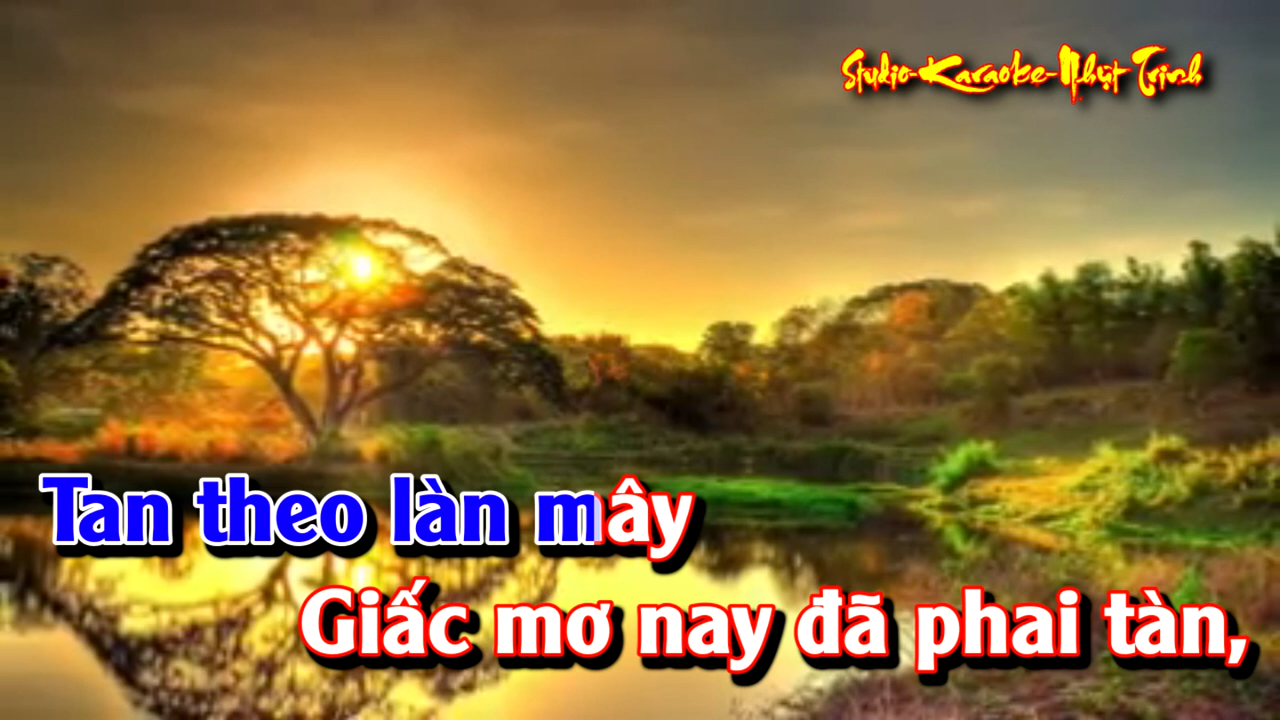 Studio-Karaoke-Nhựt Trinh
Tan theo làn mây
Giấc mơ nay đã phai tàn,